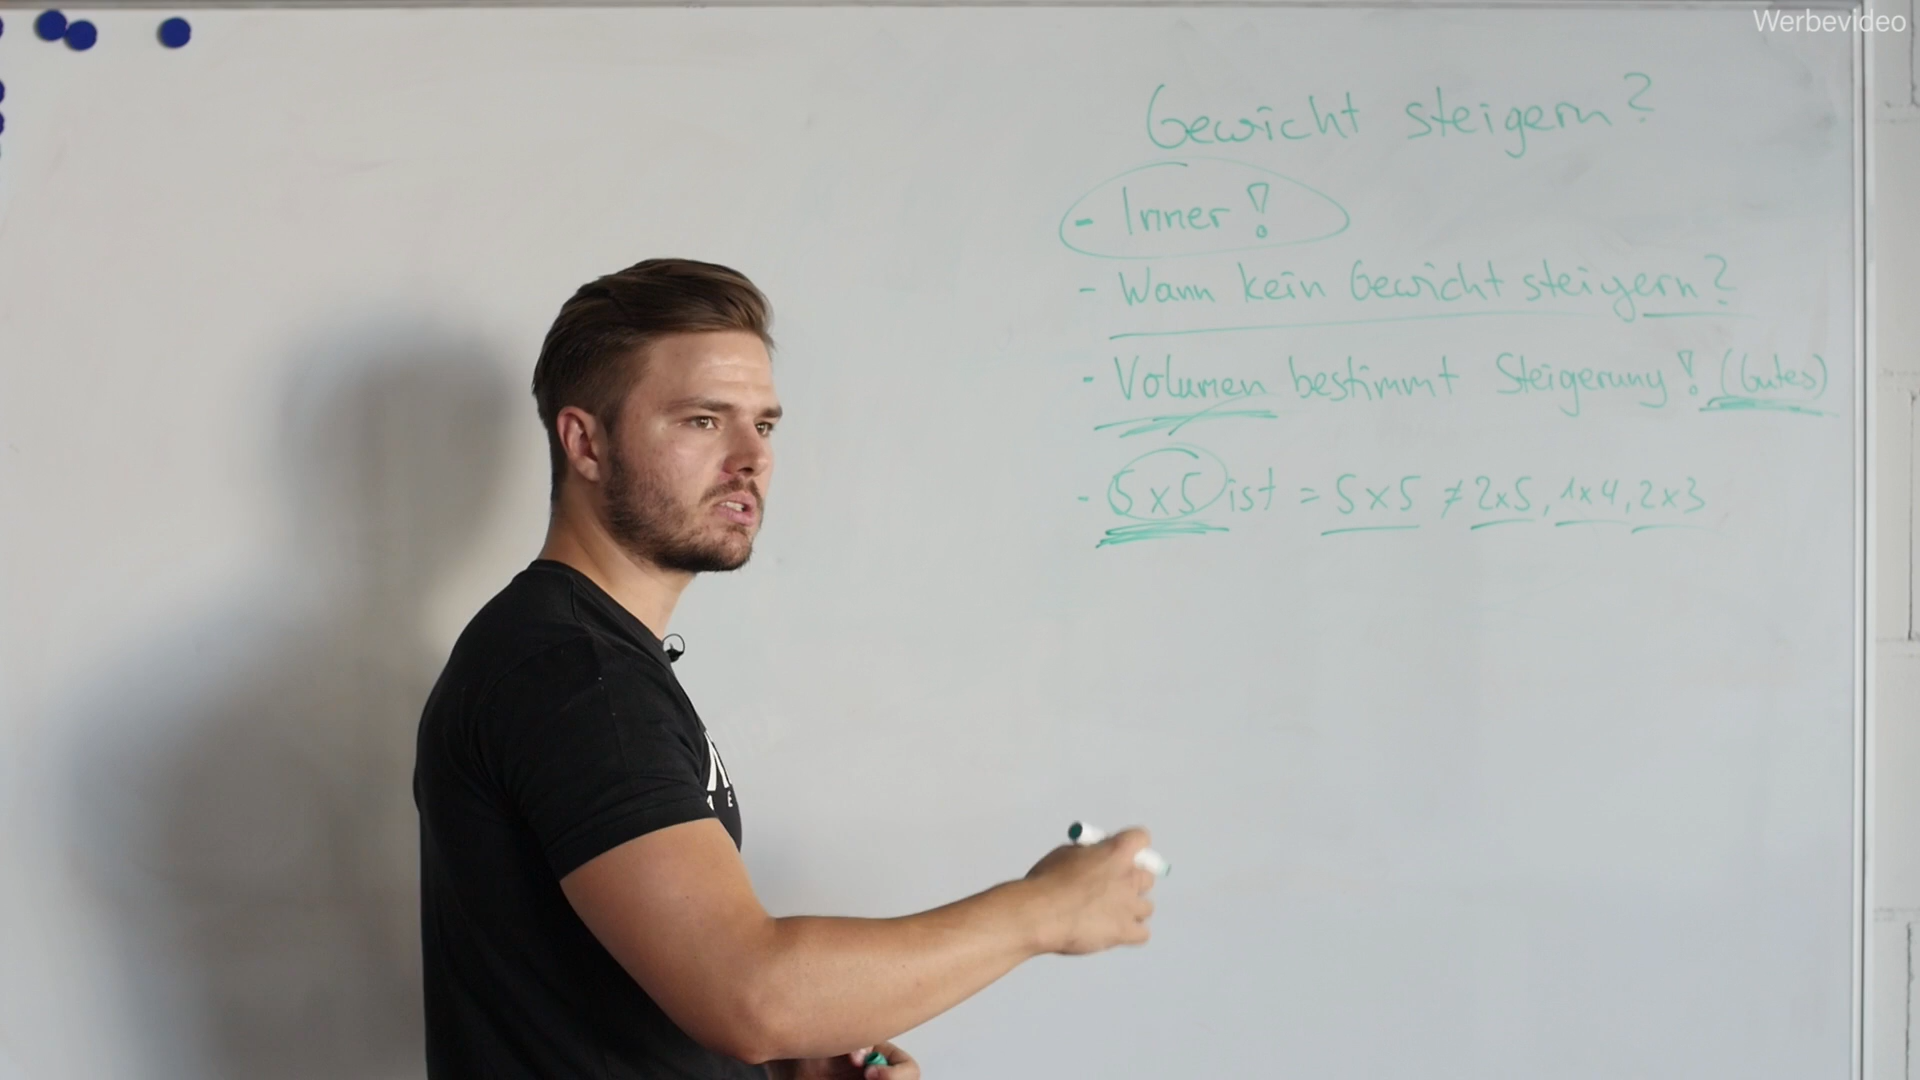 Werbevideo
Gewicht steigern?
- Immer!
- Wann kein Gewicht steigern?
- Volumen bestimmt Steigerung! (Gutes)
- 5x5 ist = 5x5 ≠ 2x5, 1x4, 2x3